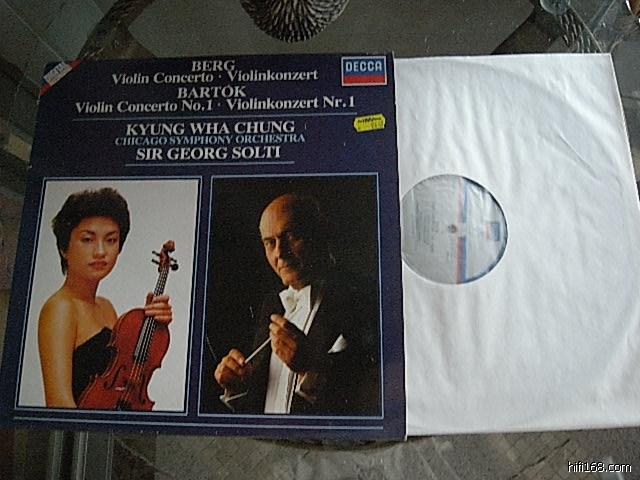 BERG
Violin Concerto · Violinkonzert
BARTÓK
Violin Concerto No.1 · Violinkonzert Nr.1
KYUNG WHA CHUNG
CHICAGO SYMPHONY ORCHESTRA
SIR GEORG SOLTI
DECCA
hifi168.com